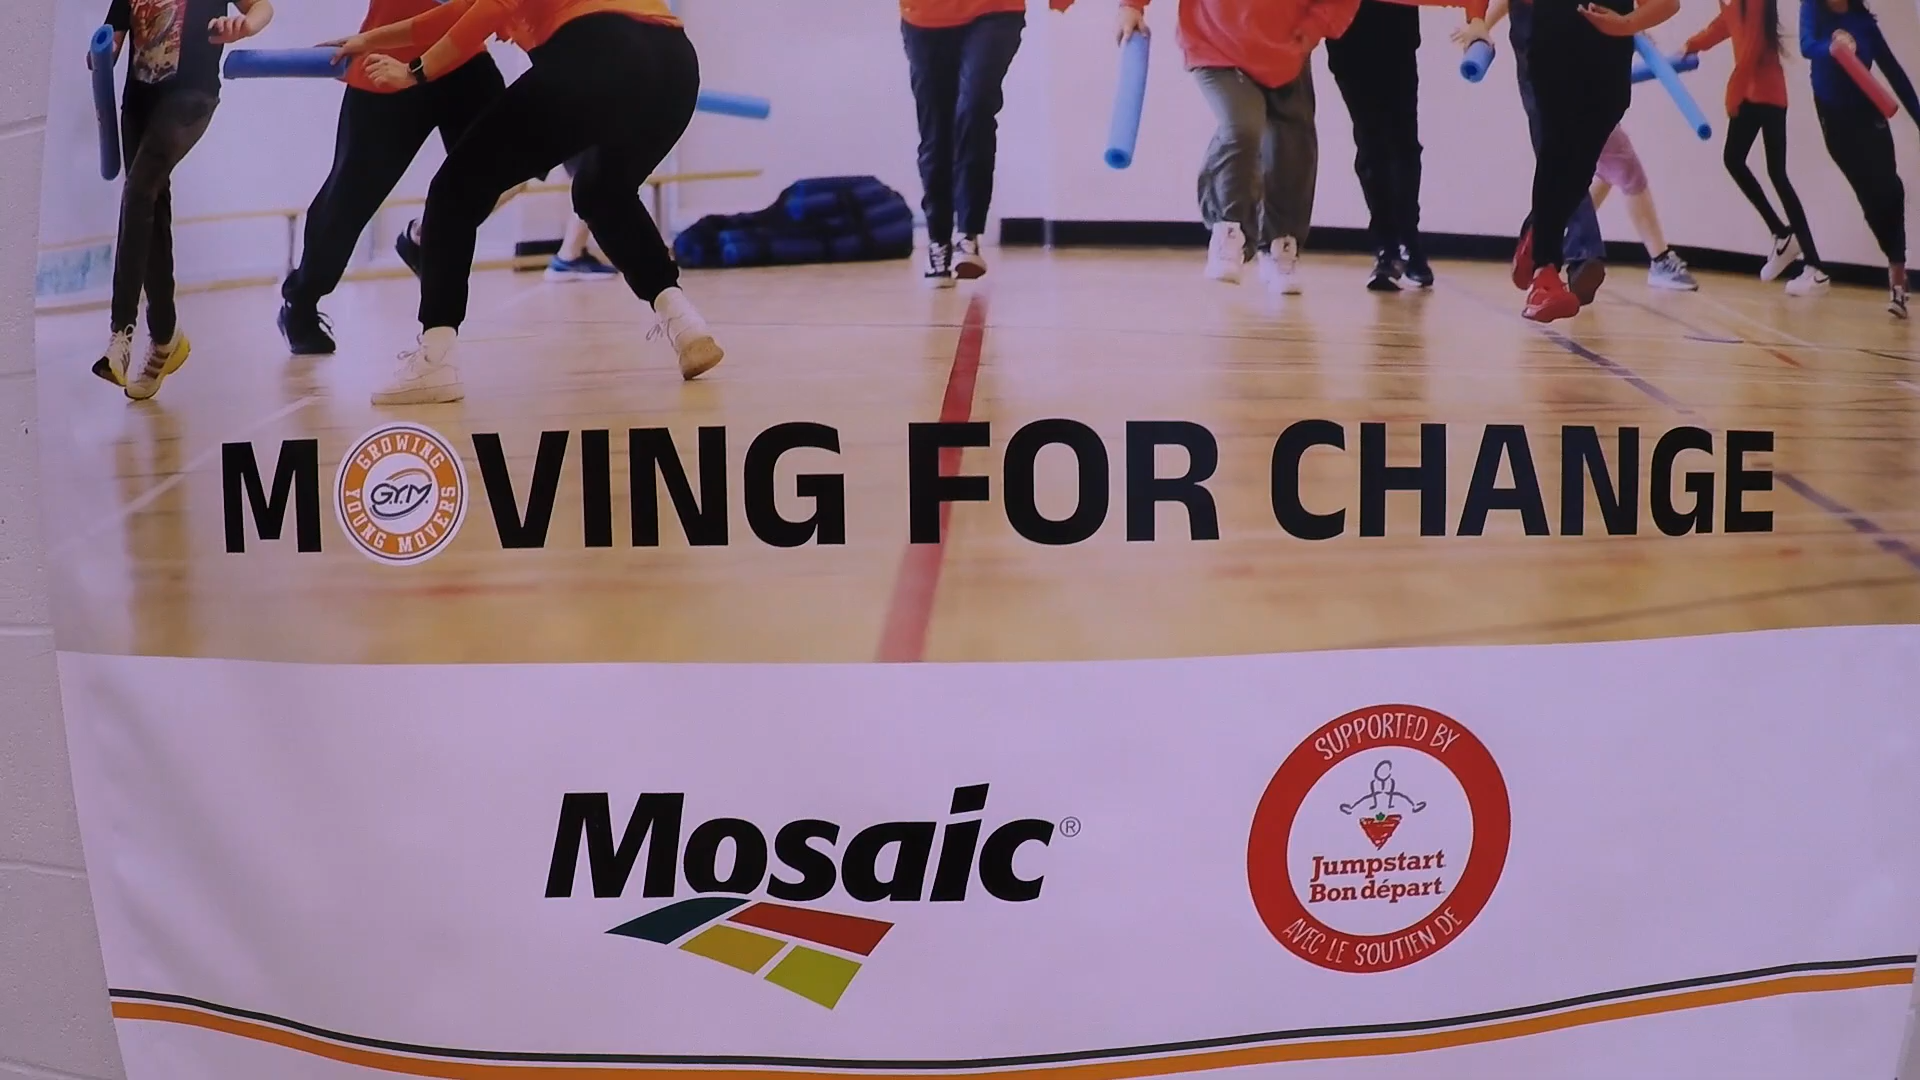 MOVING FOR CHANGE
GROWING
G.Y.M.
YOUNG MOVERS
Mosaic®
SUPPORTED BY
Jumpstart
Bon départ
AVEC LE SOUTIEN DE